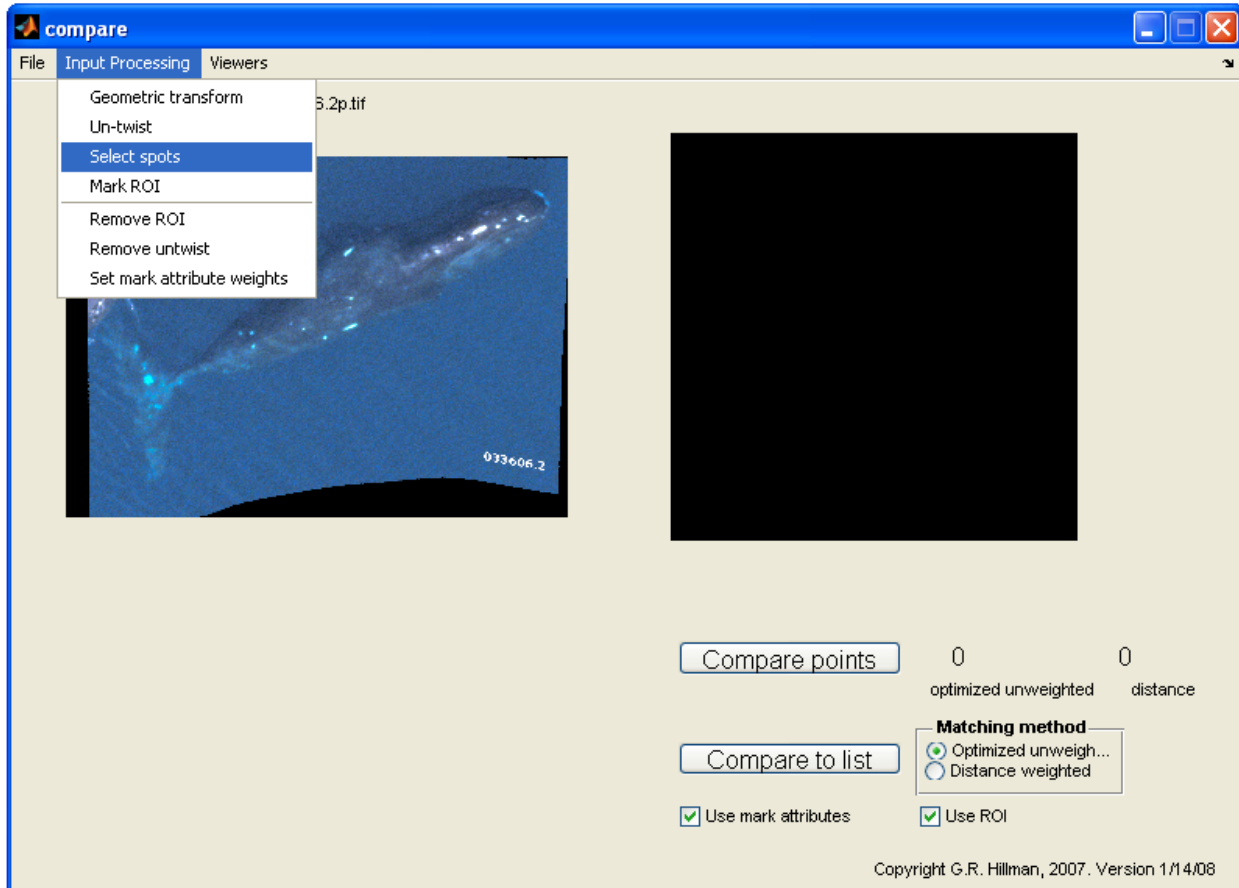 compare
File Input Processing Viewers
Geometric transform
Un-twist
Select spots
Mark ROI
Remove ROI
Remove untwist
Set mark attribute weights
6.2p.tif
033606.2
Compare points
0 0
optimized unweighted distance
Compare to list
Matching method
Optimized unweigh...
Distance weighted
Use mark attributes Use ROI
Copyright G.R. Hillman, 2007. Version 1/14/08